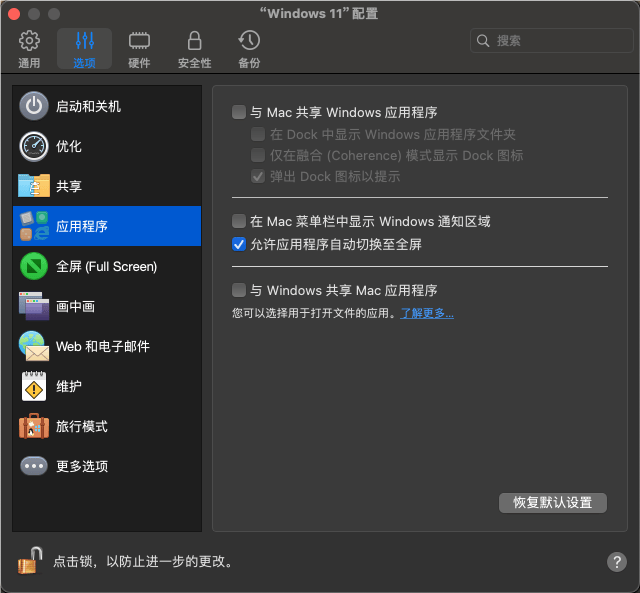 “Windows 11”配置
通用
选项
硬件
安全性
备份
搜索
启动和关机
优化
共享
应用程序
全屏 (Full Screen)
画中画
Web 和电子邮件
维护
旅行模式
更多选项
与 Mac 共享 Windows 应用程序
在 Dock 中显示 Windows 应用程序文件夹
仅在融合 (Coherence) 模式显示 Dock 图标
弹出 Dock 图标以提示
在 Mac 菜单栏中显示 Windows 通知区域
允许应用程序自动切换至全屏
与 Windows 共享 Mac 应用程序
您可以选择用于打开文件的应用。了解更多...
恢复默认设置
点击锁，以防止进一步的更改。
?